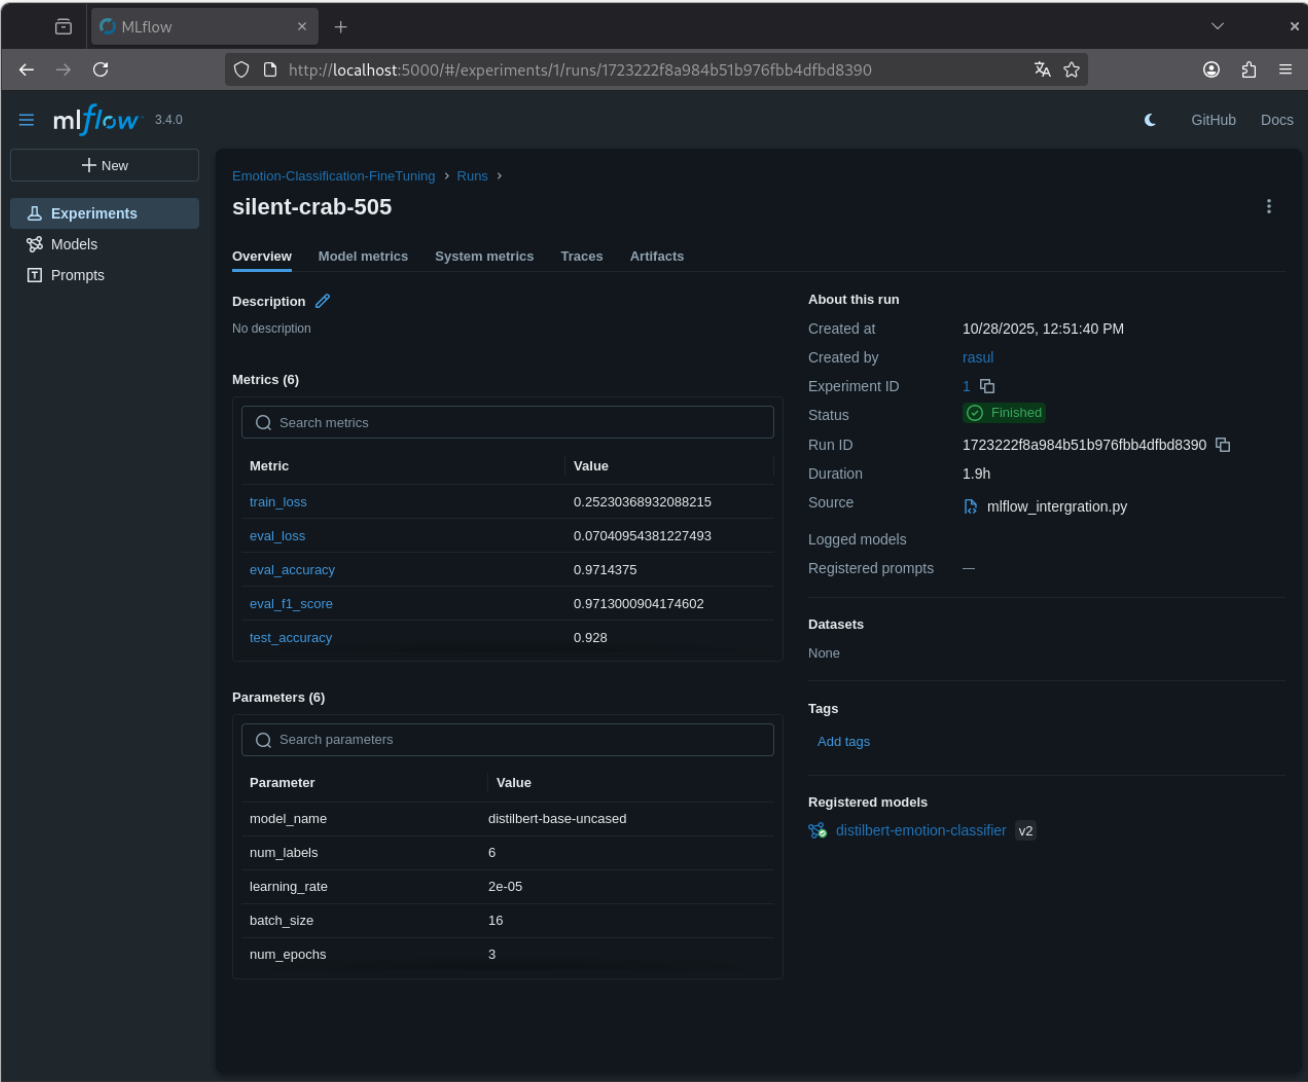 MLflow
http://localhost:5000/#/experiments/1/runs/1723222f8a984b51b976fbb4dfbd8390
mlflow 3.4.0
GitHub
Docs
New
Experiments
Models
Prompts
Emotion-Classification-FineTuning > Runs >
silent-crab-505
Overview Model metrics System metrics Traces Artifacts
Description
No description
Metrics (6)
Search metrics
Metric Value
train_loss 0.25230368932088215
eval_loss 0.07040954381227493
eval_accuracy 0.9714375
eval_f1_score 0.9713000904174602
test_accuracy 0.928
Parameters (6)
Search parameters
Parameter Value
model_name distilbert-base-uncased
num_labels 6
learning_rate 2e-05
batch_size 16
num_epochs 3
About this run
Created at 10/28/2025, 12:51:40 PM
Created by rasul
Experiment ID 1
Status Finished
Run ID 1723222f8a984b51b976fbb4dfbd8390
Duration 1.9h
Source mlflow_intergration.py
Logged models
Registered prompts —
Datasets
None
Tags
Add tags
Registered models
distilbert-emotion-classifier v2